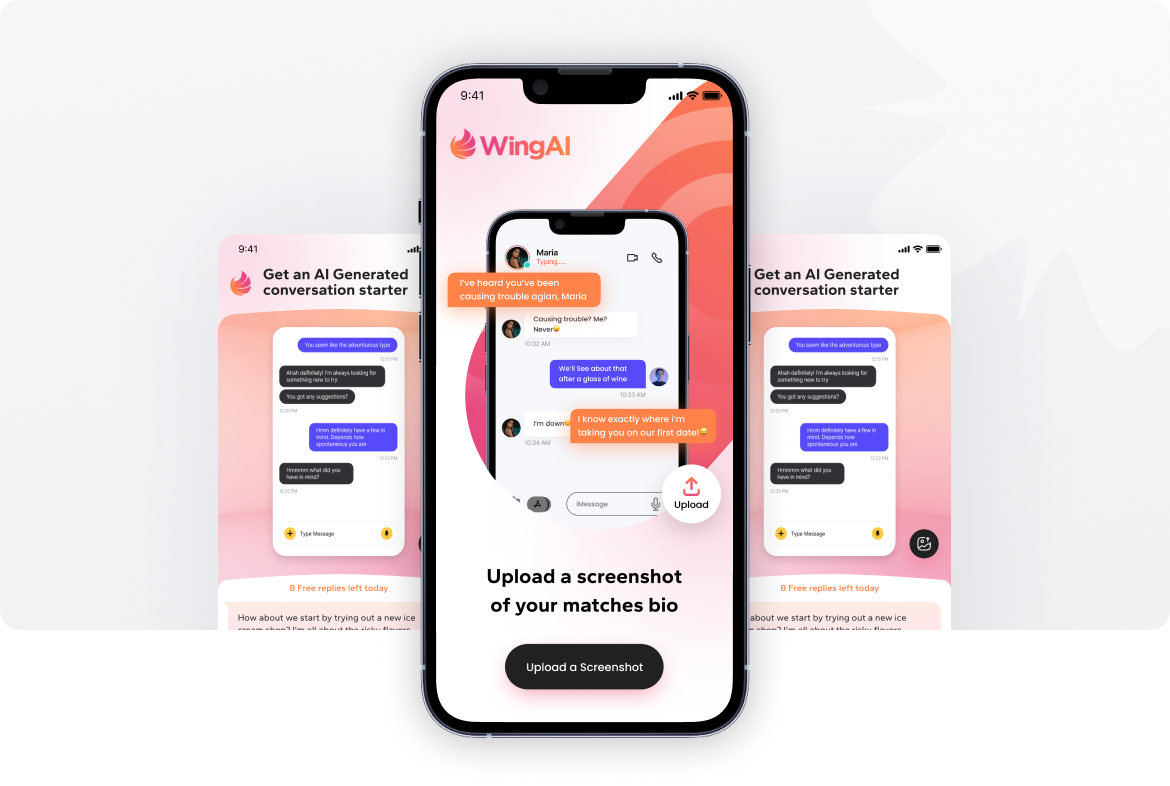 9:41
WingAI
Maria
Typing.....
I've heard you've been
causing trouble agian, Maria
Causing trouble? Me?
Never😄
10:32 AM
We'll See about that
after a glass of wine
10:33 AM
I'm down
I know exactly where i'm
taking you on our first date!😄
10:34 AM
iMessage
Upload
Upload a screenshot
of your matches bio
Upload a Screenshot
9:41
Get an AI Generated
conversation starter
You seem like the adventurous type
12:15 PM
Ahah definitely! I'm always looking for
something new to try
You got any suggestions?
12:20 PM
Hmm definitely have a few in
mind. Depends how
spontaneous you are
12:22 PM
Hmmmm what did you
have in mind?
12:25 PM
Type Message
8 Free replies left today
How about we start by trying out a new ice
cream shop? I'm all about the risky flavors
Get an AI Generated
conversation starter
You seem like the adventurous type
12:15 PM
Ahah definitely! I'm always looking for
something new to try
You got any suggestions?
12:20 PM
Hmm definitely have a few in
mind. Depends how
spontaneous you are
12:22 PM
Hmmmm what did you
have in mind?
12:25 PM
Type Message
8 Free replies left today
about we start by trying out a new ice
shop? I'm all about the risky flavors